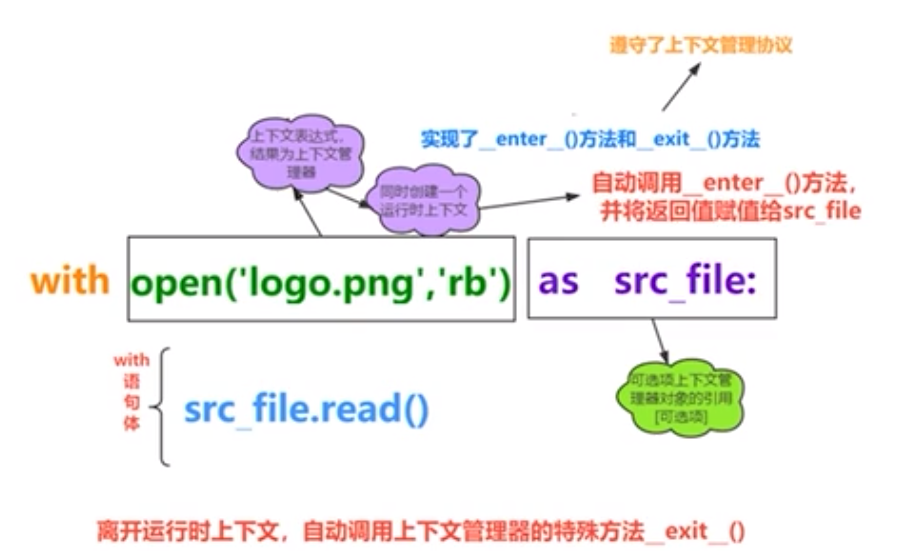 遵守了上下文管理协议
实现了__enter__()方法和__exit__()方法
上下文表达式，
结果为上下文管
理器
同时创建一个
运行时上下文
自动调用__enter__()方法，
并将返回值赋值给src_file
with open('logo.png','rb') as src_file:
with
语
句
体
src_file.read()
可选项上下文管
理器对象的引用
[可选项]
离开运行时上下文，自动调用上下文管理器的特殊方法__exit__()